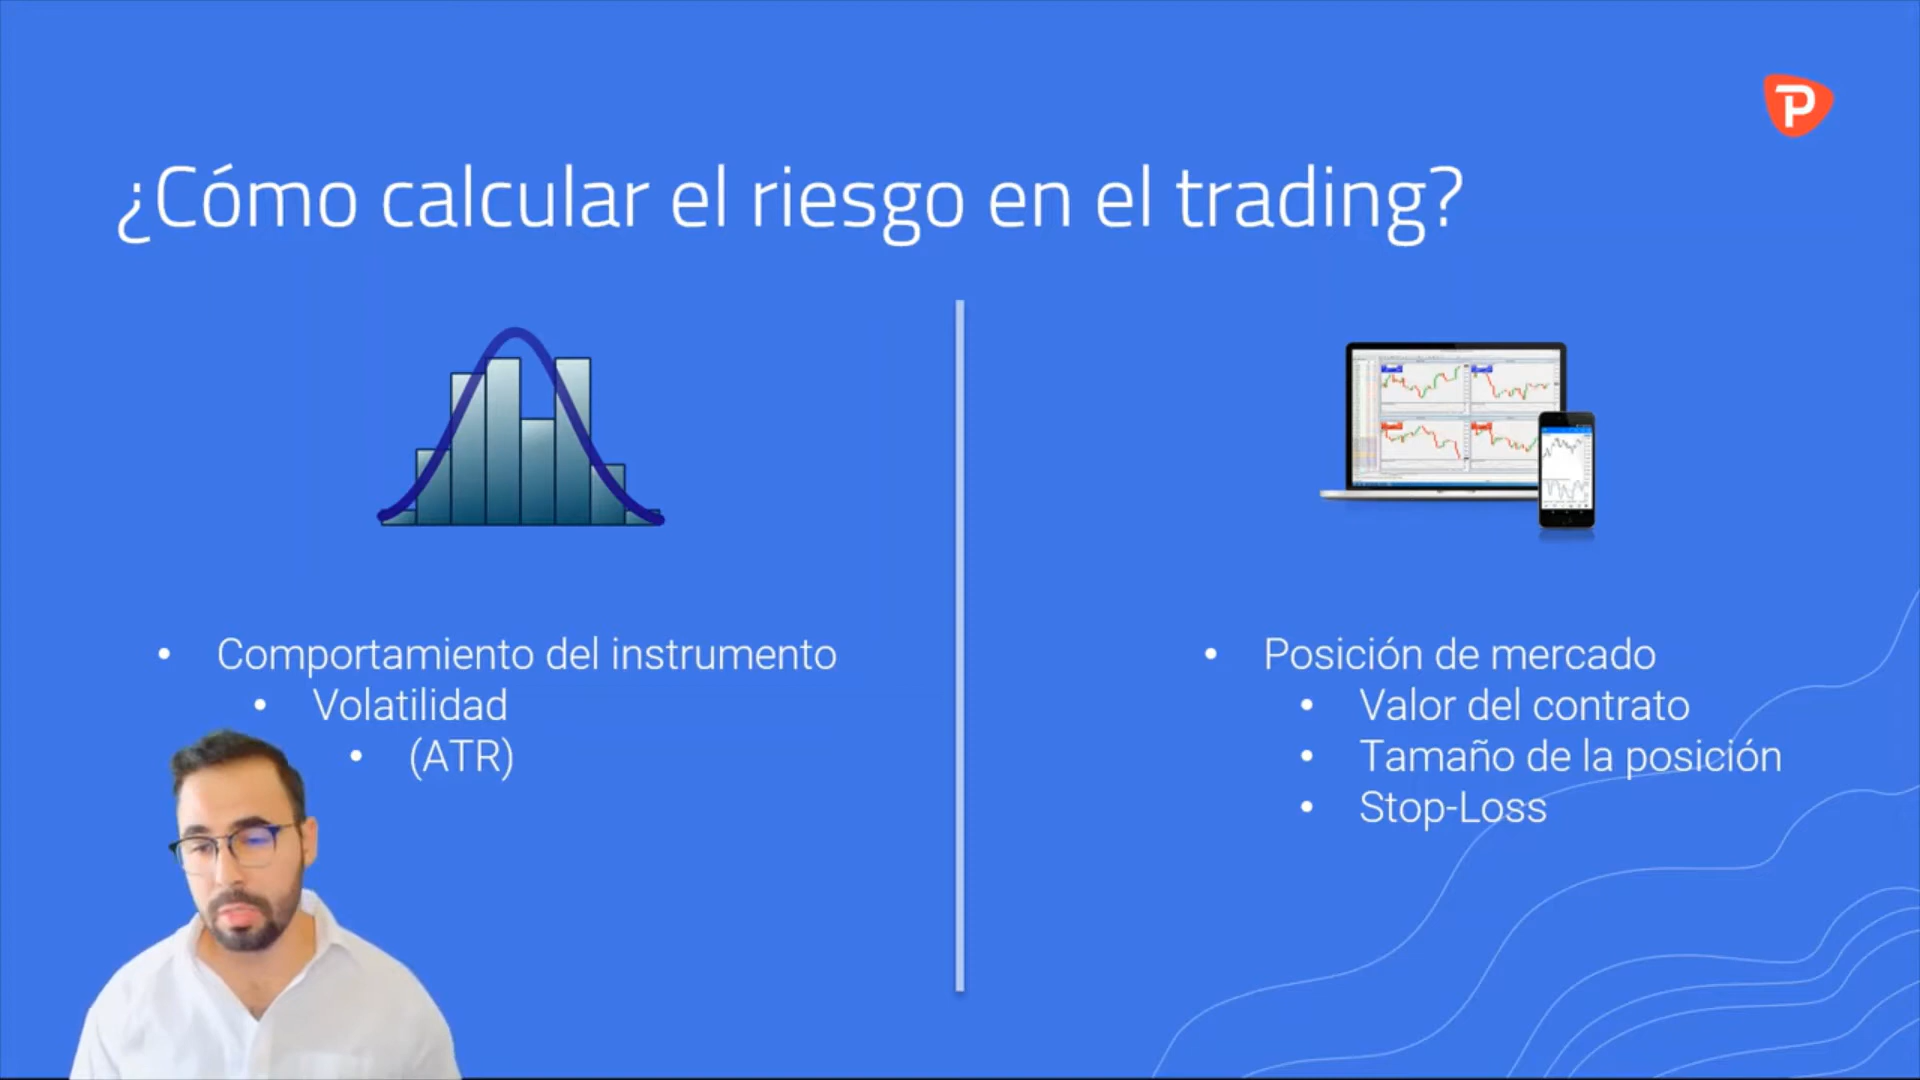 P
¿Cómo calcular el riesgo en el trading?
• Comportamiento del instrumento
• Volatilidad
• (ATR)
• Posición de mercado
• Valor del contrato
• Tamaño de la posición
• Stop-Loss